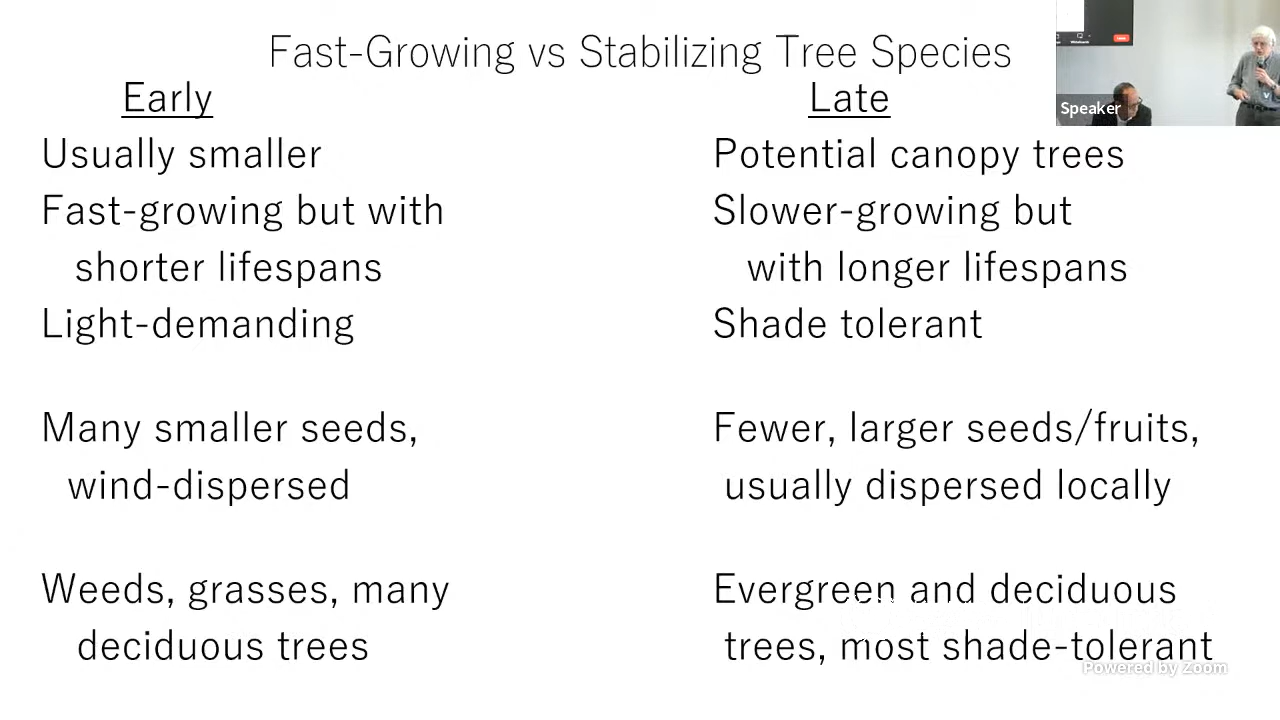 Fast-Growing vs Stabilizing Tree Species
Early
Usually smaller
Fast-growing but with
shorter lifespans
Light-demanding
Many smaller seeds,
wind-dispersed
Weeds, grasses, many
deciduous trees
Late
Potential canopy trees
Slower-growing but
with longer lifespans
Shade tolerant
Fewer, larger seeds/fruits,
usually dispersed locally
Evergreen and deciduous
trees, most shade-tolerant
Speaker
Powered by Zoom